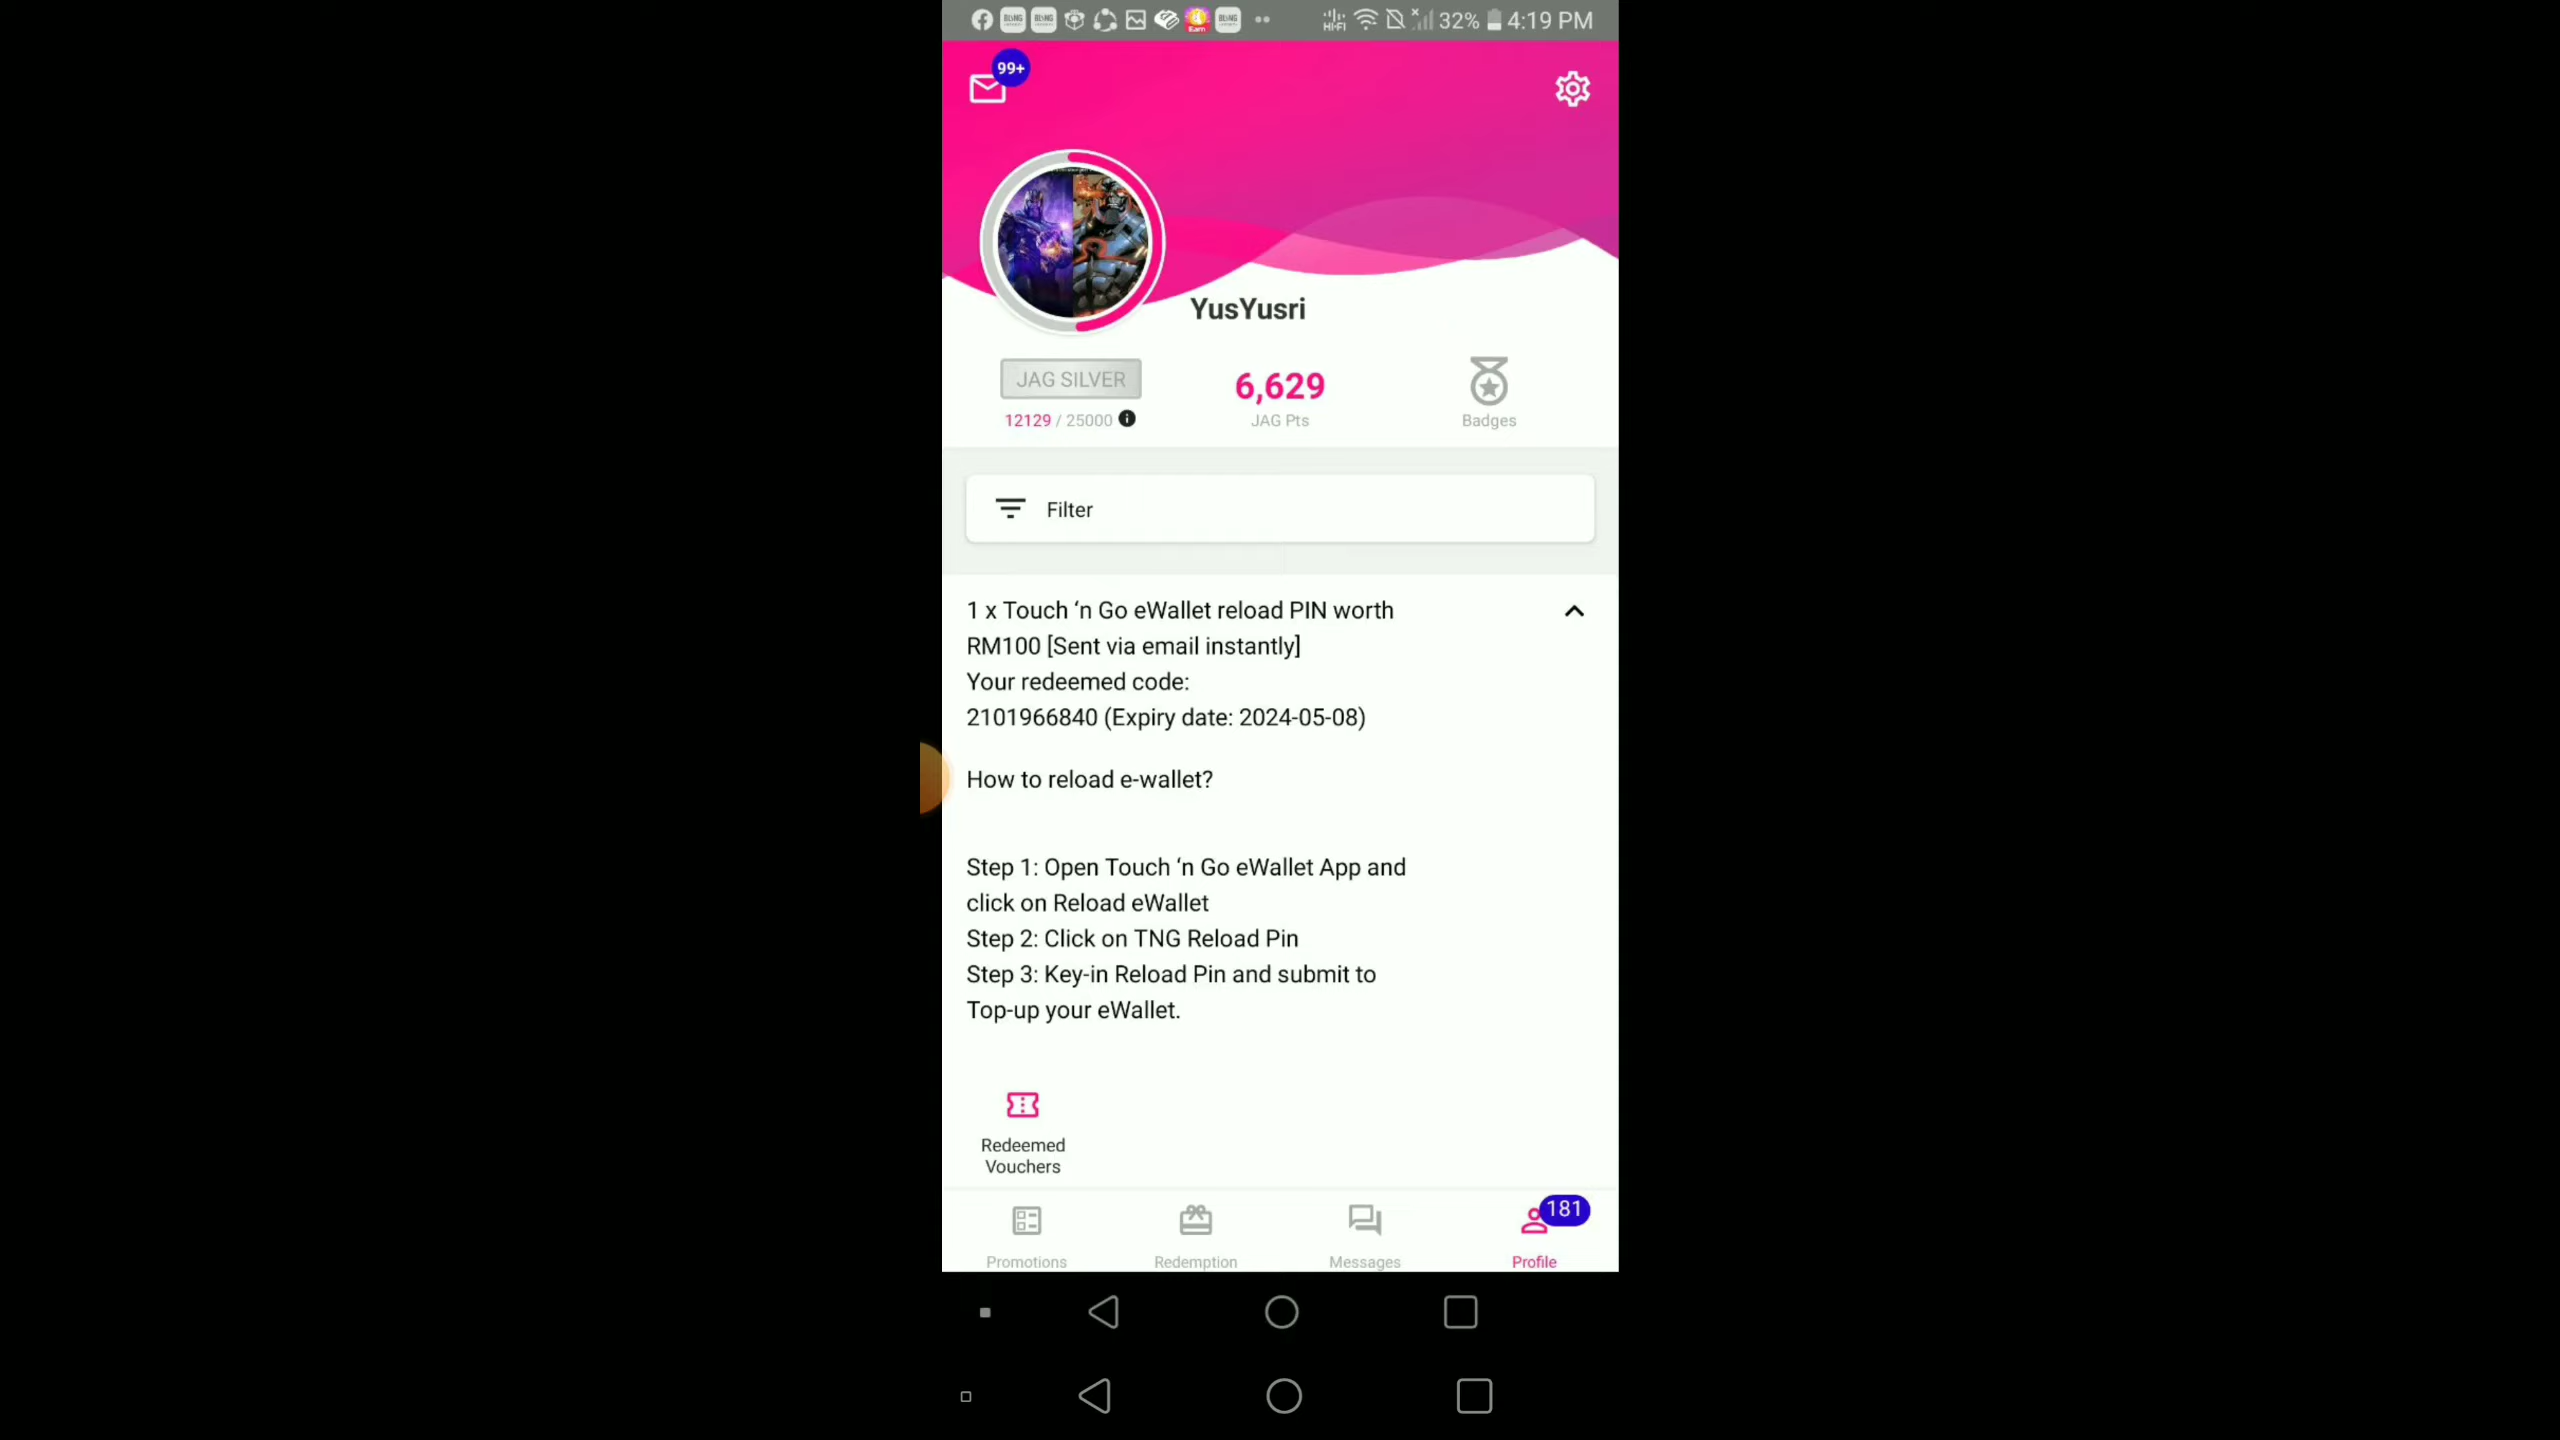 32% 4:19 PM
99+
YusYusri
JAG SILVER
12129 / 25000
6,629
JAG Pts
Badges
Filter
1 x Touch ‘n Go eWallet reload PIN worth
RM100 [Sent via email instantly]
Your redeemed code:
2101966840 (Expiry date: 2024-05-08)
How to reload e-wallet?
Step 1: Open Touch ‘n Go eWallet App and
click on Reload eWallet
Step 2: Click on TNG Reload Pin
Step 3: Key-in Reload Pin and submit to
Top-up your eWallet.
Redeemed
Vouchers
181
Promotions
Redemption
Messages
Profile